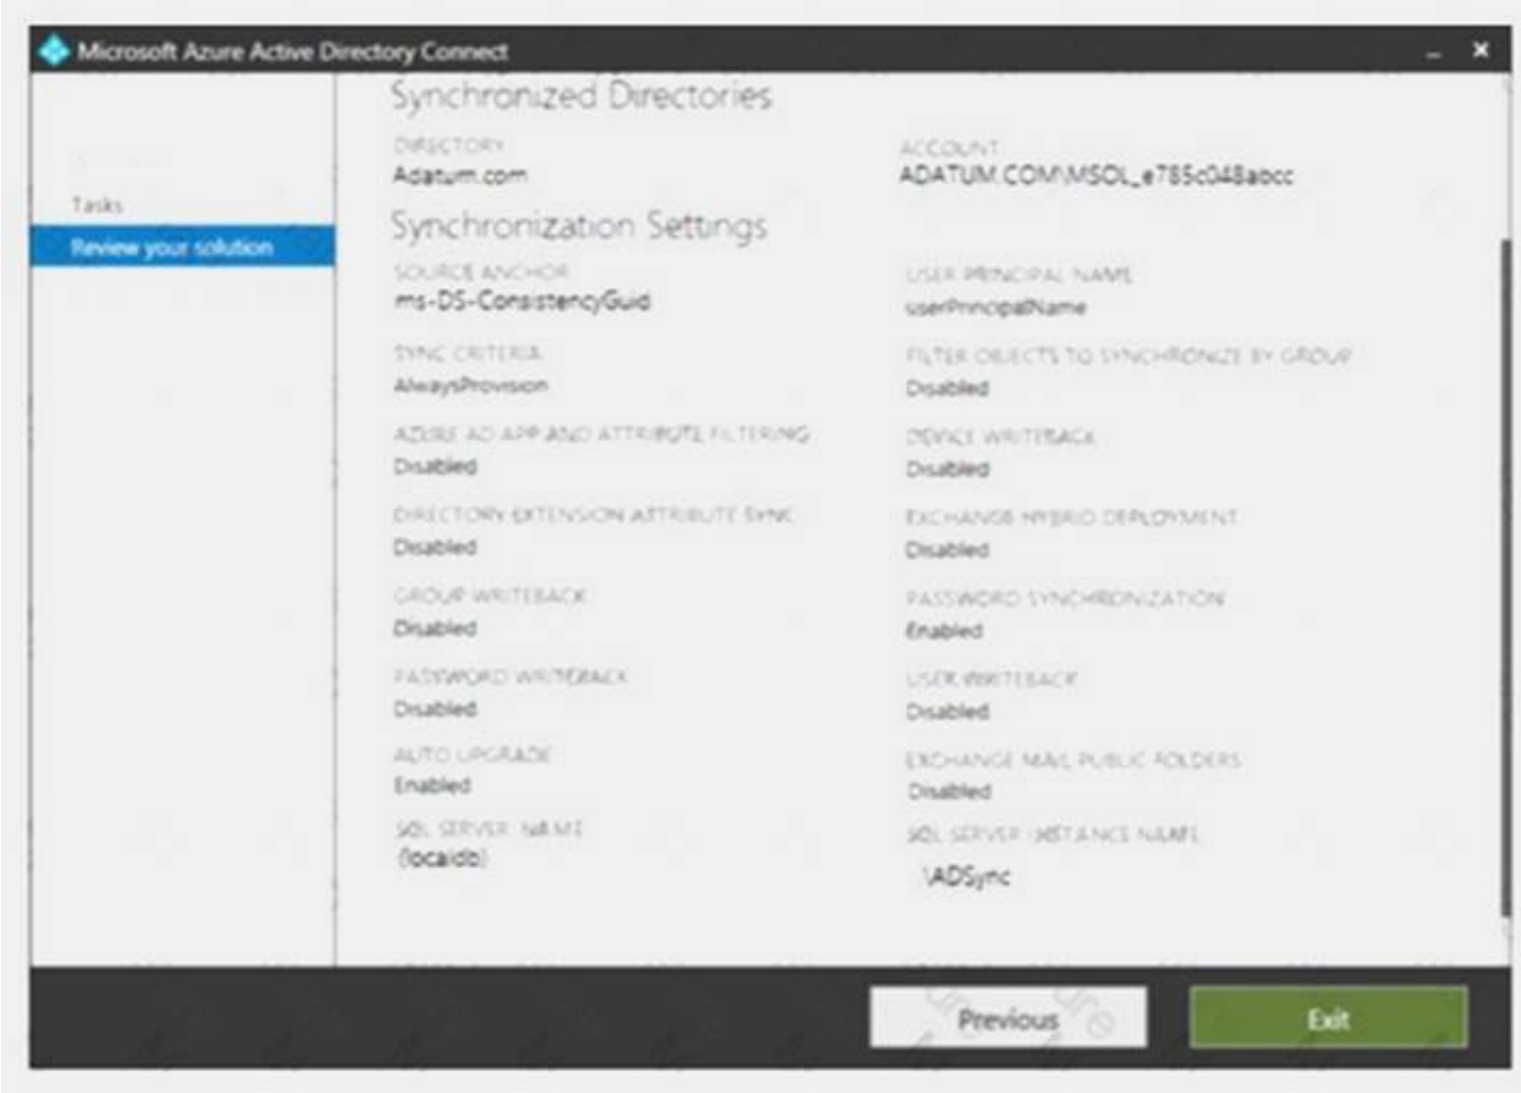 Microsoft Azure Active Directory Connect
Tasks
Review your solution
Synchronized Directories
DIRECTORY
Adatum.com
ACCOUNT
ADATUM.COM\MSOL_e785c048abcc
Synchronization Settings
SOURCE ANCHOR
ms-DS-ConsistencyGuid
USER PRINCIPAL NAME
userPrincipalName
SYNC CRITERIA
AlwaysProvision
FILTER OBJECTS TO SYNCHRONIZE BY GROUP
Disabled
AZURE AD APP AND ATTRIBUTE FILTERING
Disabled
DEVICE WRITEBACK
Disabled
DIRECTORY EXTENSION ATTRIBUTE SYNC
Disabled
EXCHANGE HYBRID DEPLOYMENT
Disabled
GROUP WRITEBACK
Disabled
PASSWORD SYNCHRONIZATION
Enabled
PASSWORD WRITEBACK
Disabled
USER WRITEBACK
Disabled
AUTO UPGRADE
Enabled
EXCHANGE MAIL PUBLIC FOLDERS
Disabled
SQL SERVER NAME
(localdb)
SQL SERVER INSTANCE NAME
.\ADSync
Previous
Exit